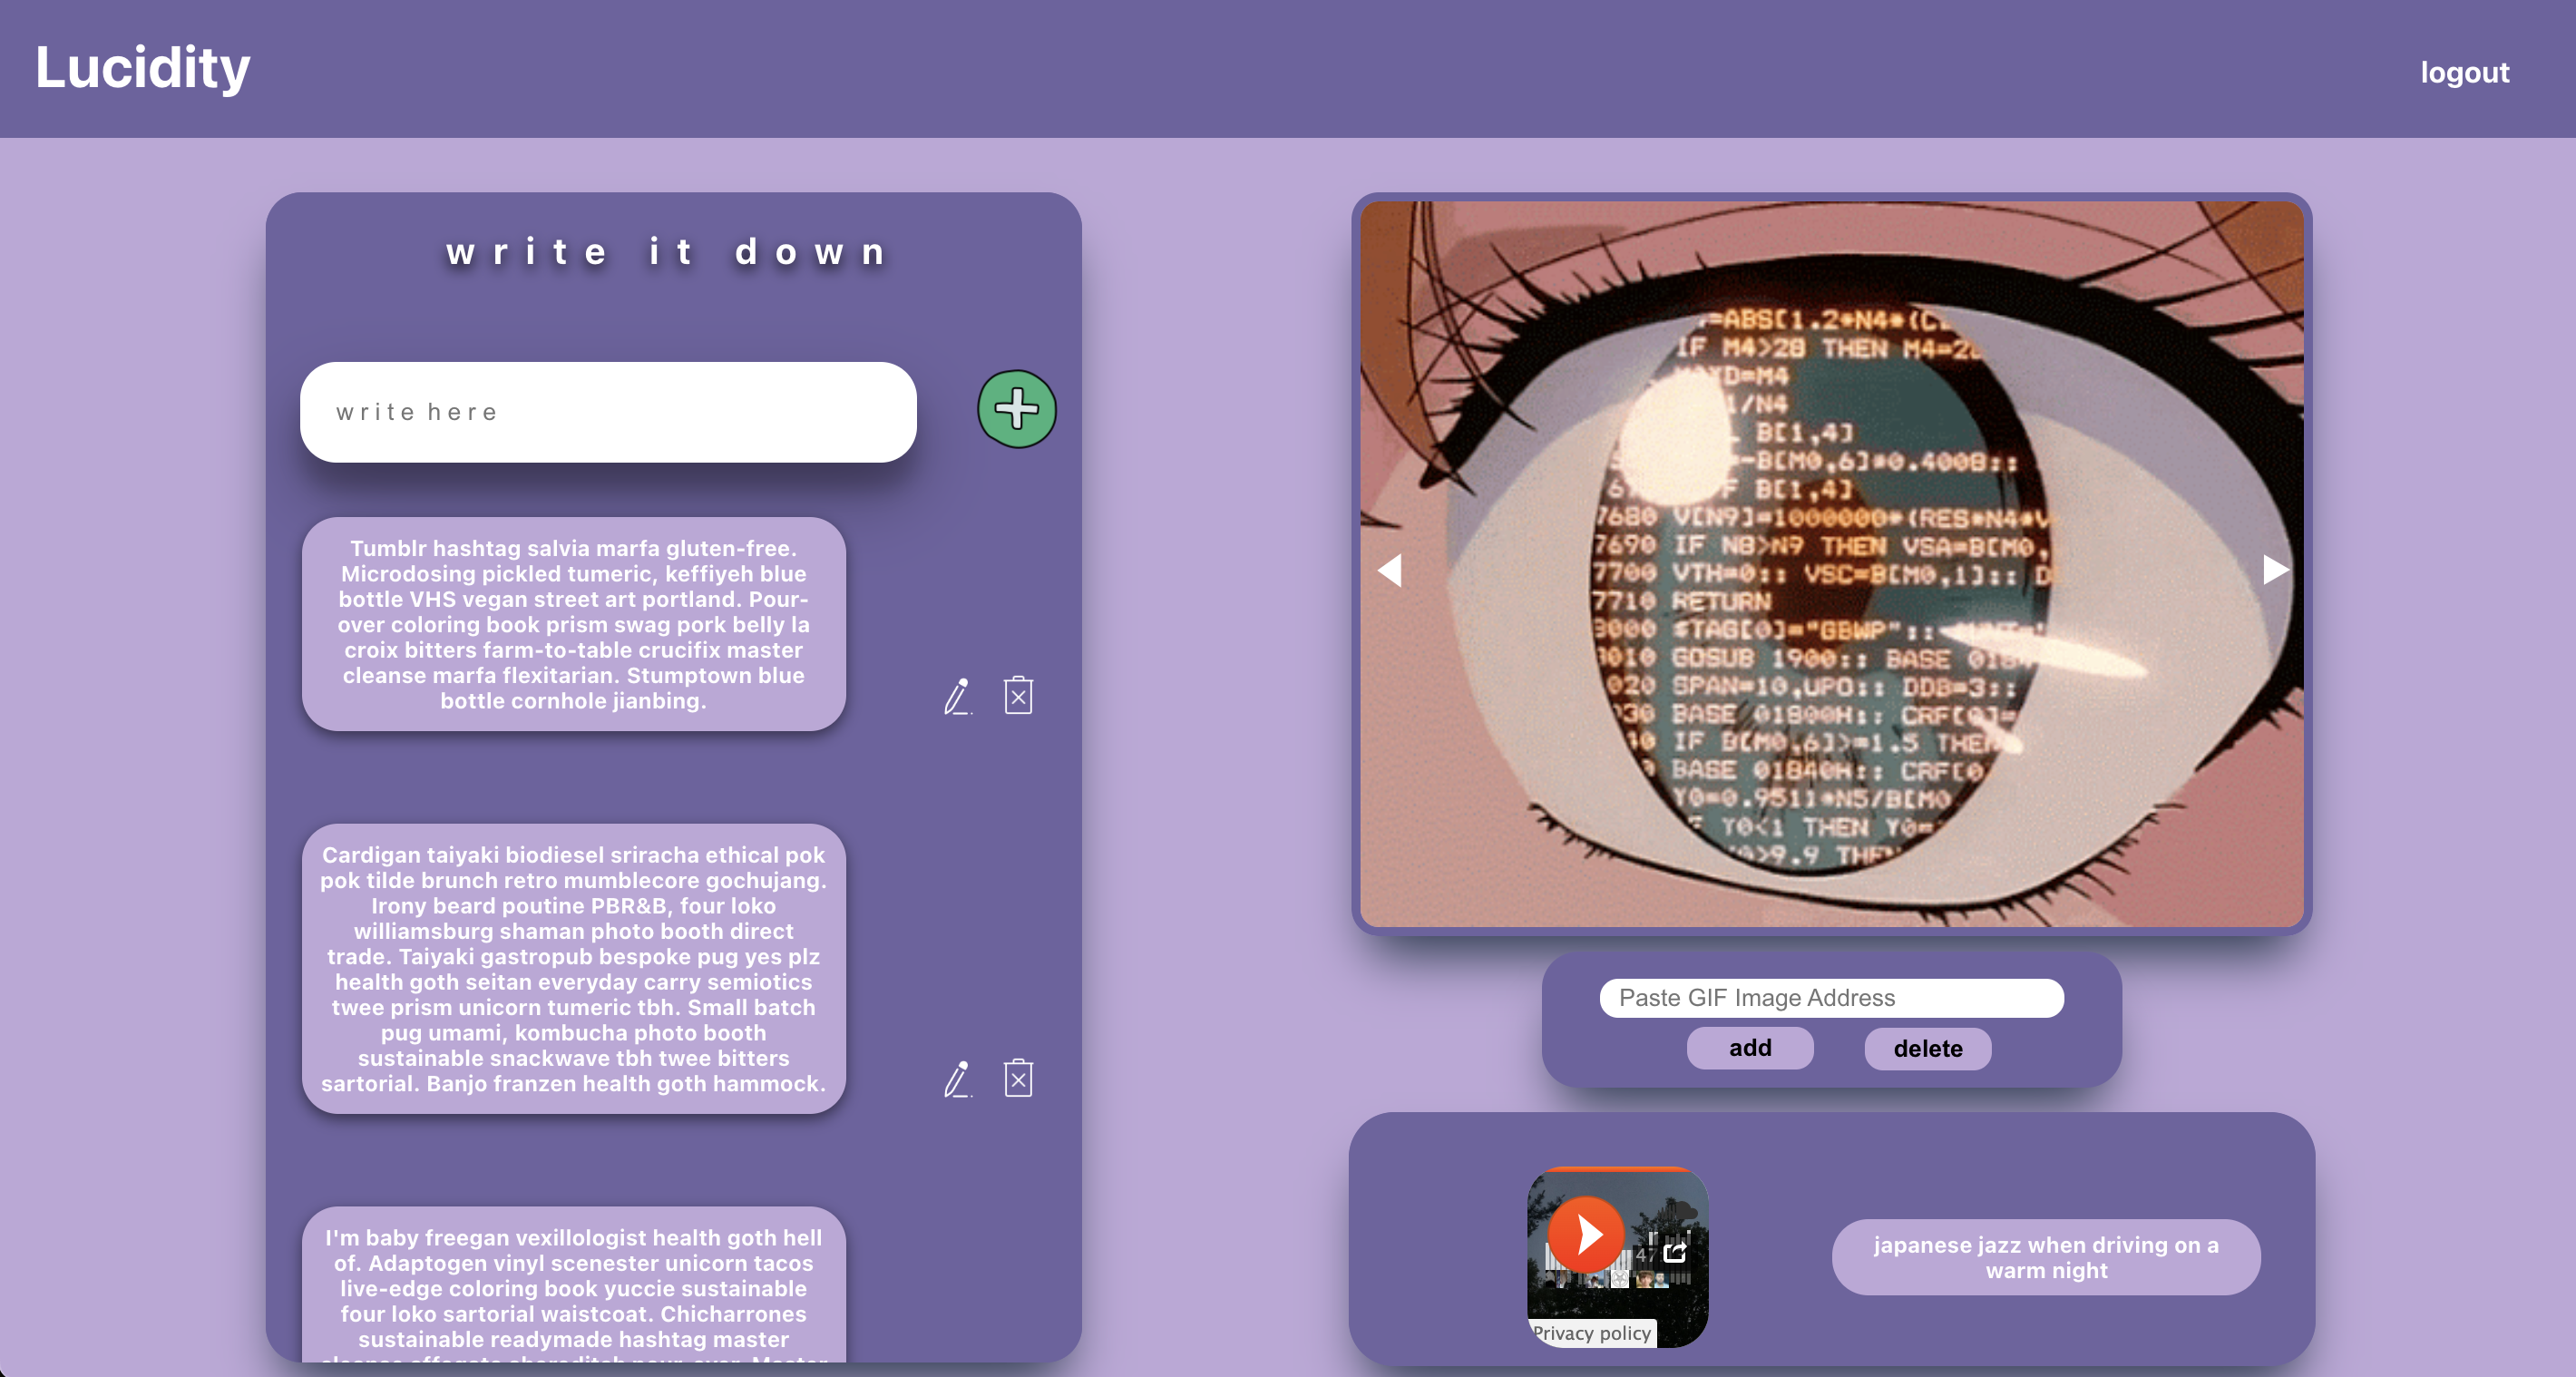 Lucidity
logout
write it down
write here
Tumblr hashtag salvia marfa gluten-free.
Microdosing pickled tumeric, keffiyeh blue
bottle VHS vegan street art portland. Pour-
over coloring book prism swag pork belly la
croix bitters farm-to-table crucifix master
cleanse marfa flexitarian. Stumptown blue
bottle cornhole jianbing.
Cardigan taiyaki biodiesel sriracha ethical pok
pok tilde brunch retro mumblecore gochujang.
Irony beard poutine PBR&B, four loko
williamsburg shaman photo booth direct
trade. Taiyaki gastropub bespoke pug yes plz
health goth seitan everyday carry semiotics
twee prism unicorn tumeric tbh. Small batch
pug umami, kombucha photo booth
sustainable snackwave tbh twee bitters
sartorial. Banjo franzen health goth hammock.
I'm baby freegan vexillologist health goth hell
of. Adaptogen vinyl scenester unicorn tacos
live-edge coloring book yuccie sustainable
four loko sartorial waistcoat. Chicharrones
sustainable readymade hashtag master
=ABS[1.2*N4*(C
IF M4>28 THEN M4=2
XD=M4
1/N4
B[1,4]
-B[M0,6]*0.4008::
F B[1,4]
7680 V[N9]=1000000*(RES*N4*V
7690 IF N8>N9 THEN VSA=B[M0,
7700 VTH=0:: VSC=B[M0,1]:: D
7710 RETURN
#TAG[0]="GBWP"::
GOSUB 1900:: BASE 0184
020 SPAN=10,UPO:: DDB=3::
BASE 01800H:: CRF[0]=
IF B[M0,6]>=1.5 THEN
BASE 01840H:: CRF[0
Y0=0.9511*N5/B[M0
Y0<1 THEN Y0=
>9.9 THEN
Paste GIF Image Address
add
delete
47
Privacy policy
japanese jazz when driving on a
warm night